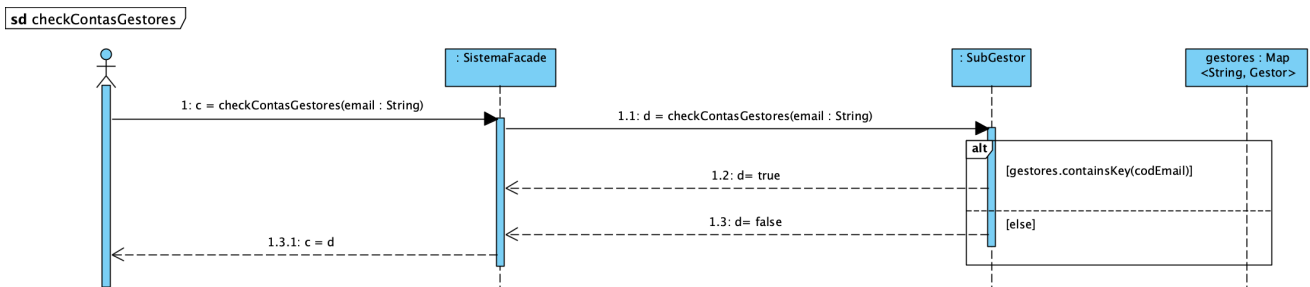 sd checkContasGestores
: SistemaFacade
: SubGestor
gestores : Map
<String, Gestor>
1: c = checkContasGestores(email : String)
1.1: d = checkContasGestores(email : String)
alt
[gestores.containsKey(codEmail)]
1.2: d= true
1.3: d= false
[else]
1.3.1: c = d